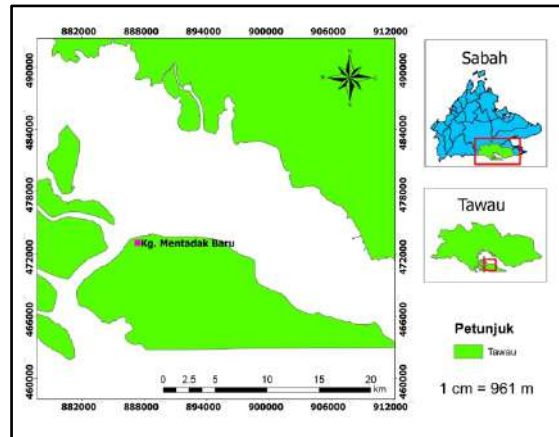 882000 888000 894000 900000 906000 912000
490000
484000
478000
472000
466000
460000
N
Kg. Mentadak Baru
0 2.5 5 10 15 20
km
490000
484000
478000
472000
466000
460000
882000 888000 894000 900000 906000 912000
Sabah
Tawau
Petunjuk
Tawau
1 cm = 961 m